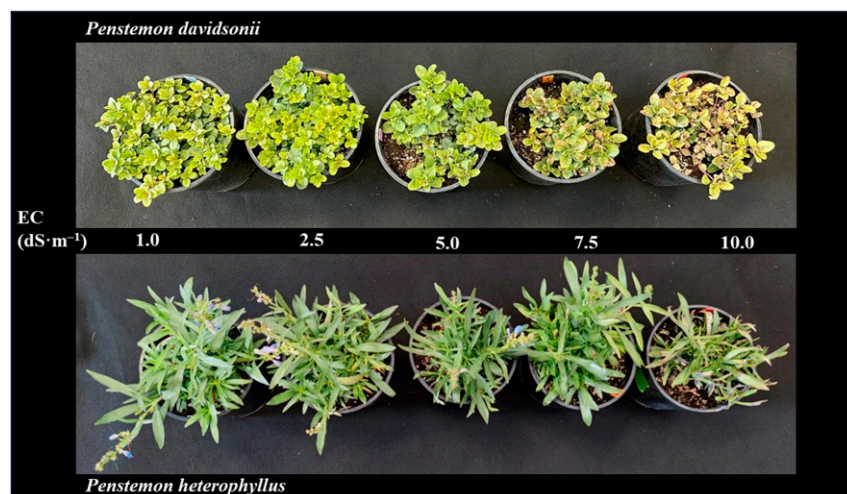 Penstemon davidsonii
EC
(dS·m⁻¹)
1.0 2.5 5.0 7.5 10.0
Penstemon heterophyllus